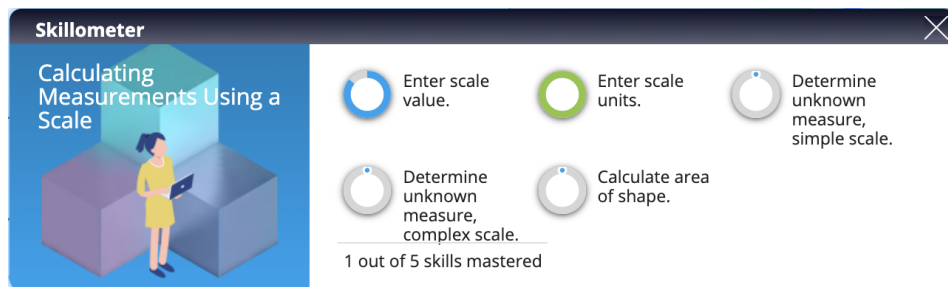 Skillometer
Calculating
Measurements Using a
Scale
Enter scale
value.
Enter scale
units.
Determine
unknown
measure,
simple scale.
Determine
unknown
measure,
complex scale.
Calculate area
of shape.
1 out of 5 skills mastered